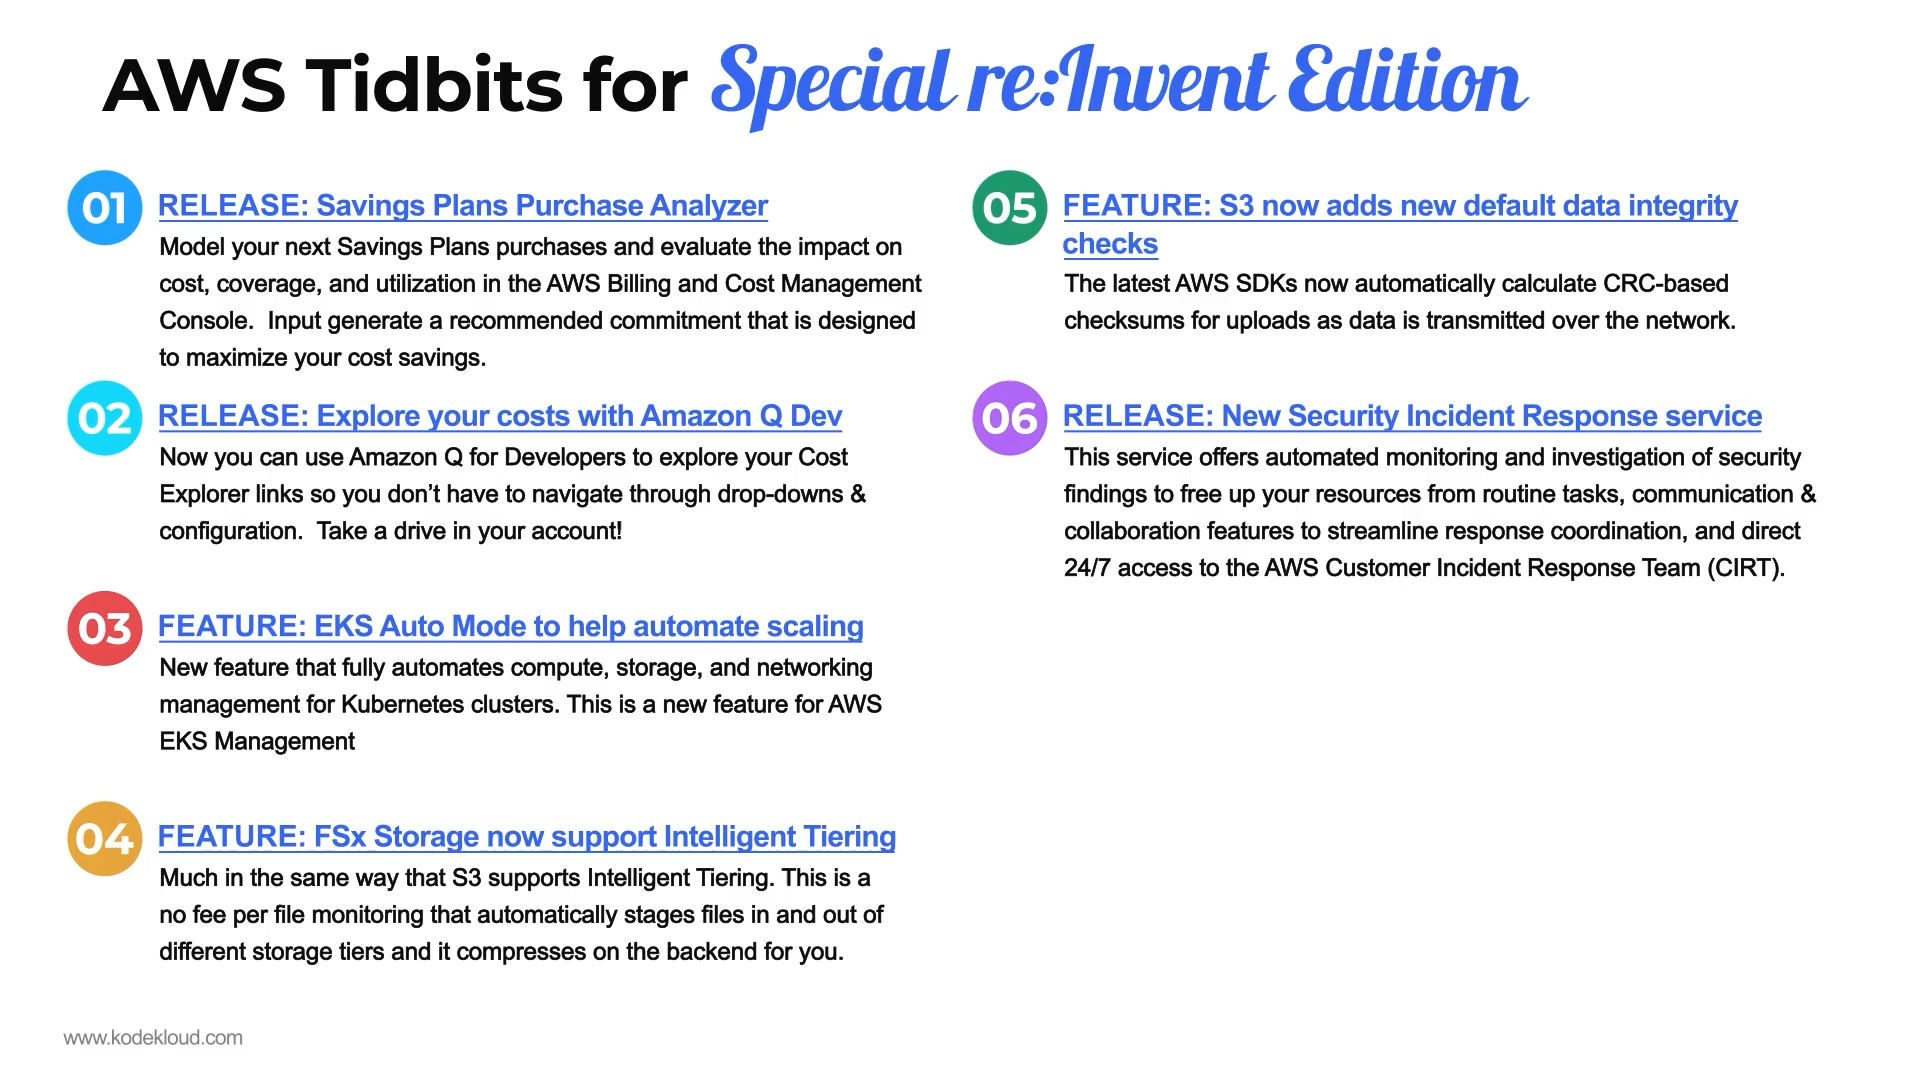 AWS Tidbits for Special re:Invent Edition
01
RELEASE: Savings Plans Purchase Analyzer
Model your next Savings Plans purchases and evaluate the impact on
cost, coverage, and utilization in the AWS Billing and Cost Management
Console.  Input generate a recommended commitment that is designed
to maximize your cost savings.
02
RELEASE: Explore your costs with Amazon Q Dev
Now you can use Amazon Q for Developers to explore your Cost
Explorer links so you don’t have to navigate through drop-downs &
configuration.  Take a drive in your account!
03
FEATURE: EKS Auto Mode to help automate scaling
New feature that fully automates compute, storage, and networking
management for Kubernetes clusters. This is a new feature for AWS
EKS Management
04
FEATURE: FSx Storage now support Intelligent Tiering
Much in the same way that S3 supports Intelligent Tiering. This is a
no fee per file monitoring that automatically stages files in and out of
different storage tiers and it compresses on the backend for you.
05
FEATURE: S3 now adds new default data integrity
checks
The latest AWS SDKs now automatically calculate CRC-based
checksums for uploads as data is transmitted over the network.
06
RELEASE: New Security Incident Response service
This service offers automated monitoring and investigation of security
findings to free up your resources from routine tasks, communication &
collaboration features to streamline response coordination, and direct
24/7 access to the AWS Customer Incident Response Team (CIRT).
www.kodekloud.com